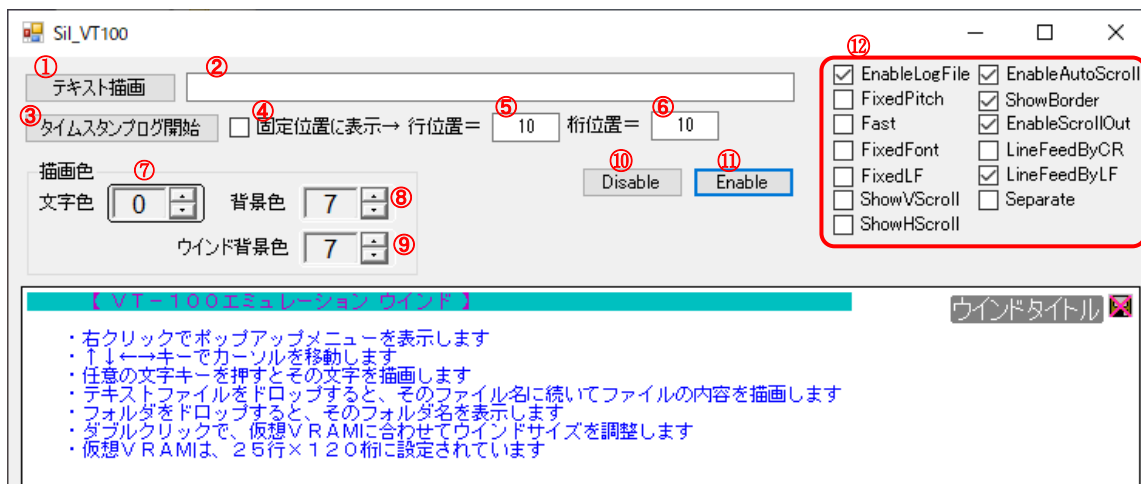 Sil_VT100
① テキスト描画 ②
③ タイムスタンプログ開始 ④ 固定位置に表示→ 行位置＝ ⑤ 10 桁位置＝ ⑥ 10
描画色 ⑦
文字色 0 背景色 7 ⑧
ウインド背景色 7 ⑨
⑩ Disable ⑪ Enable
⑫
EnableLogFile EnableAutoScroll
FixedPitch ShowBorder
Fast EnableScrollOut
FixedFont LineFeedByCR
FixedLF LineFeedByLF
ShowVScroll Separate
ShowHScroll
【 ＶＴ－１００エミュレーション ウインド 】 ウインドタイトル
・右クリックでポップアップメニューを表示します
・↑↓←→キーでカーソルを移動します
・任意の文字キーを押すとその文字を描画します
・テキストファイルをドロップすると、そのファイル名に続いてファイルの内容を描画します
・フォルダをドロップすると、そのフォルダ名を表示します
・ダブルクリックで、仮想ＶＲＡＭに合わせてウインドサイズを調整します
・仮想ＶＲＡＭは、２５行×１２０桁に設定されています